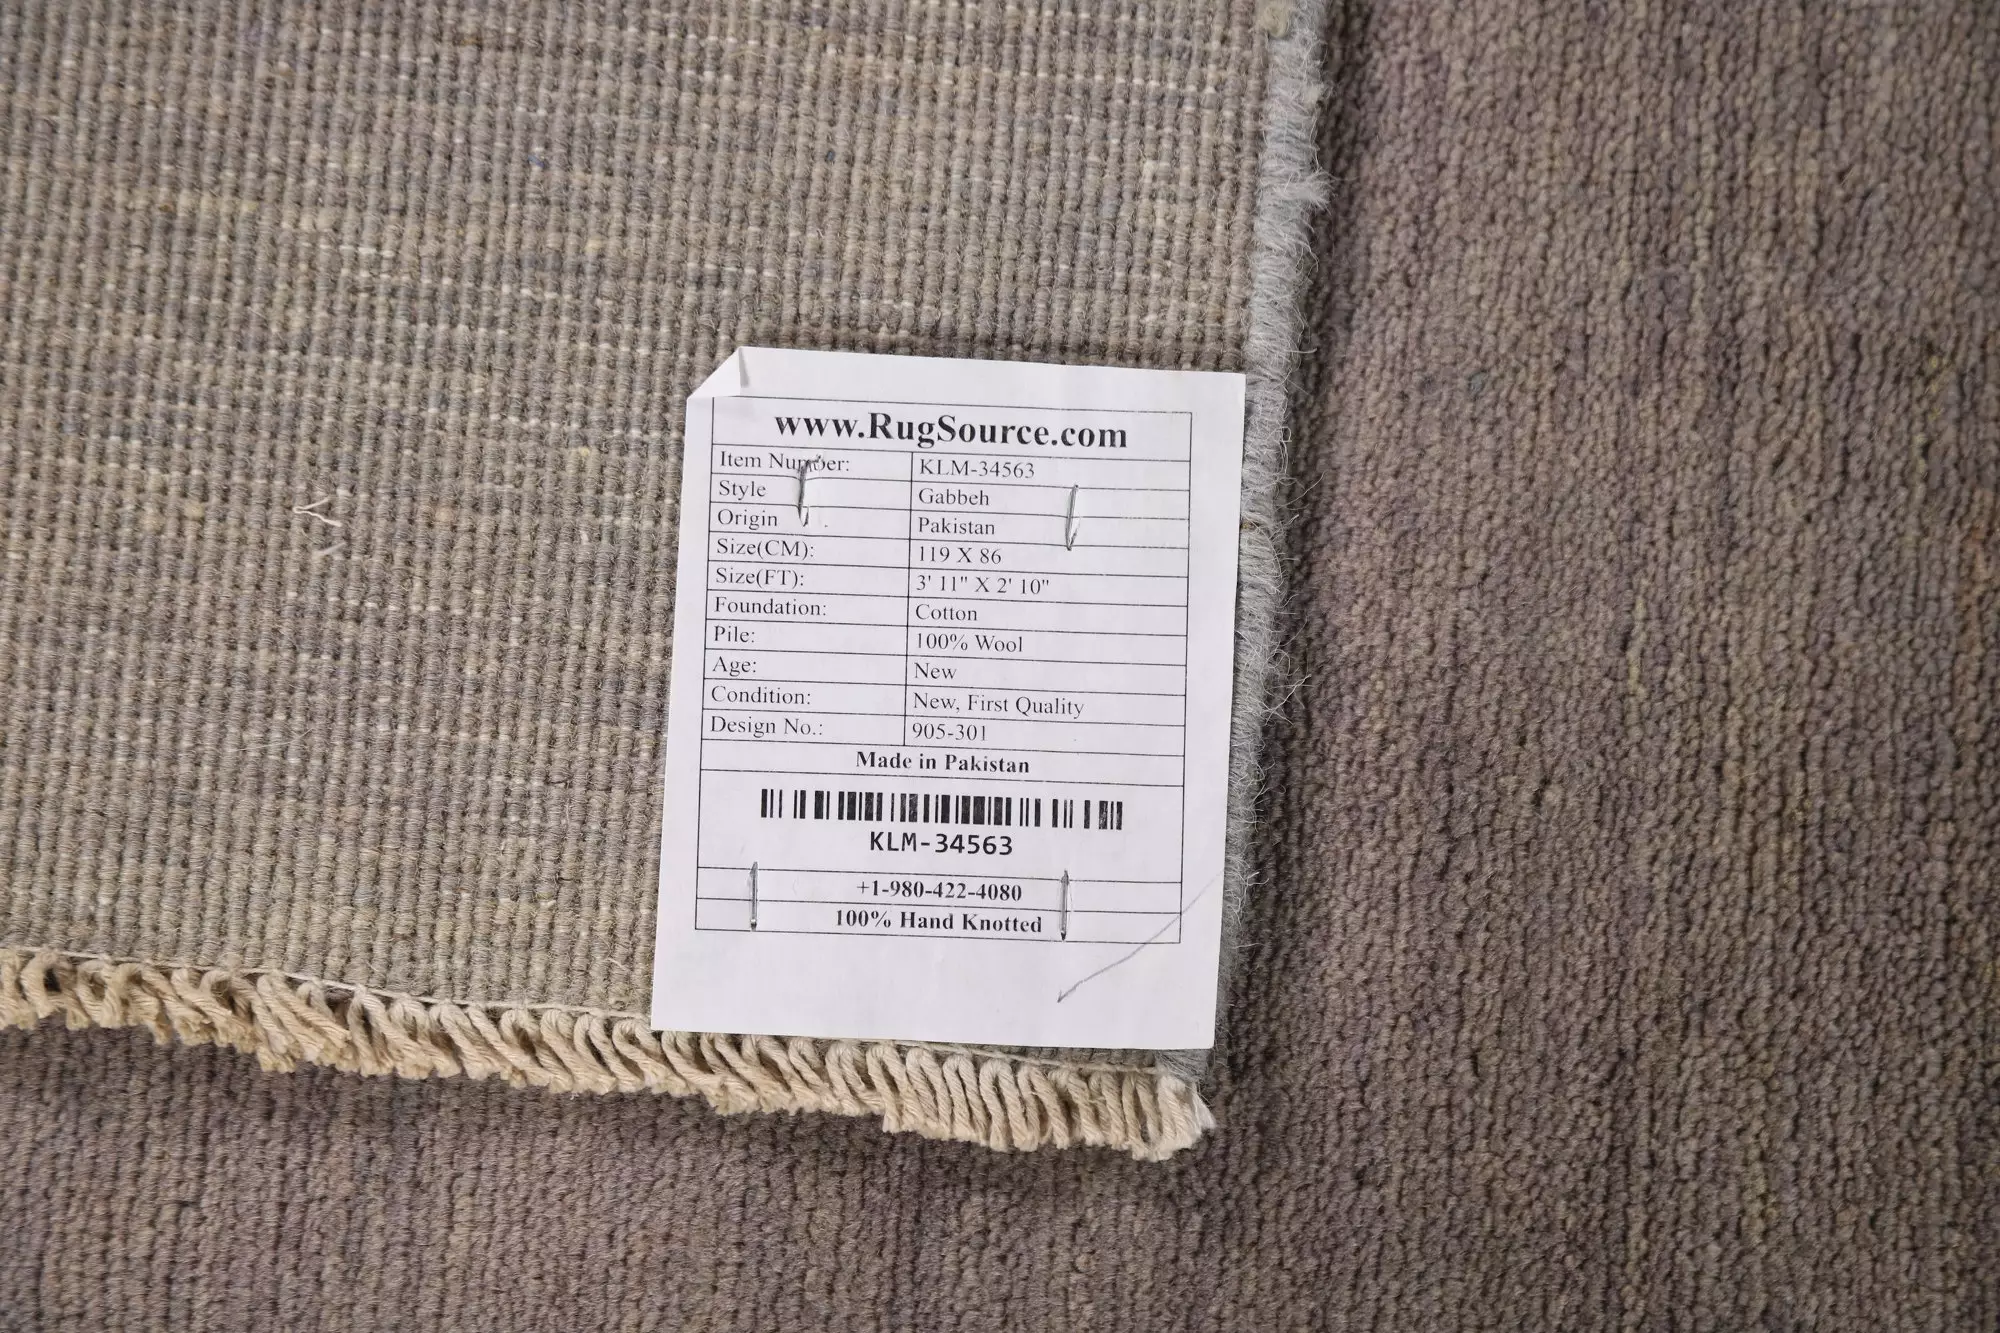 www.RugSource.com
Item Number: KLM-34563
Style Gabbeh
Origin Pakistan
Size(CM): 119 X 86
Size(FT): 3' 11" X 2' 10"
Foundation: Cotton
Pile: 100% Wool
Age: New
Condition: New, First Quality
Design No.: 905-301
Made in Pakistan
KLM-34563
+1-980-422-4080
100% Hand Knotted